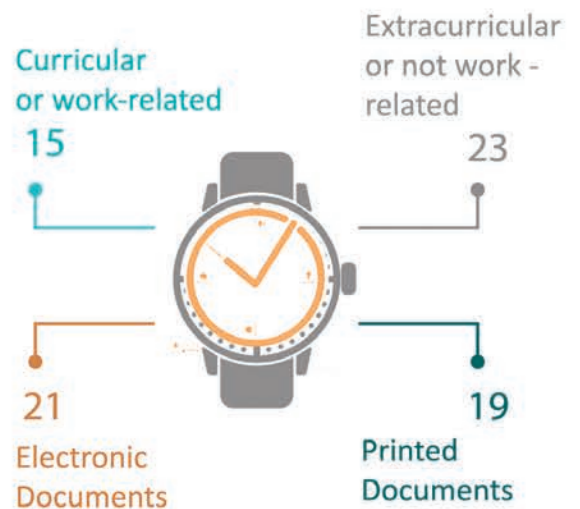 Curricular
or work-related
15
Extracurricular
or not work -
related
23
21
Electronic
Documents
19
Printed
Documents